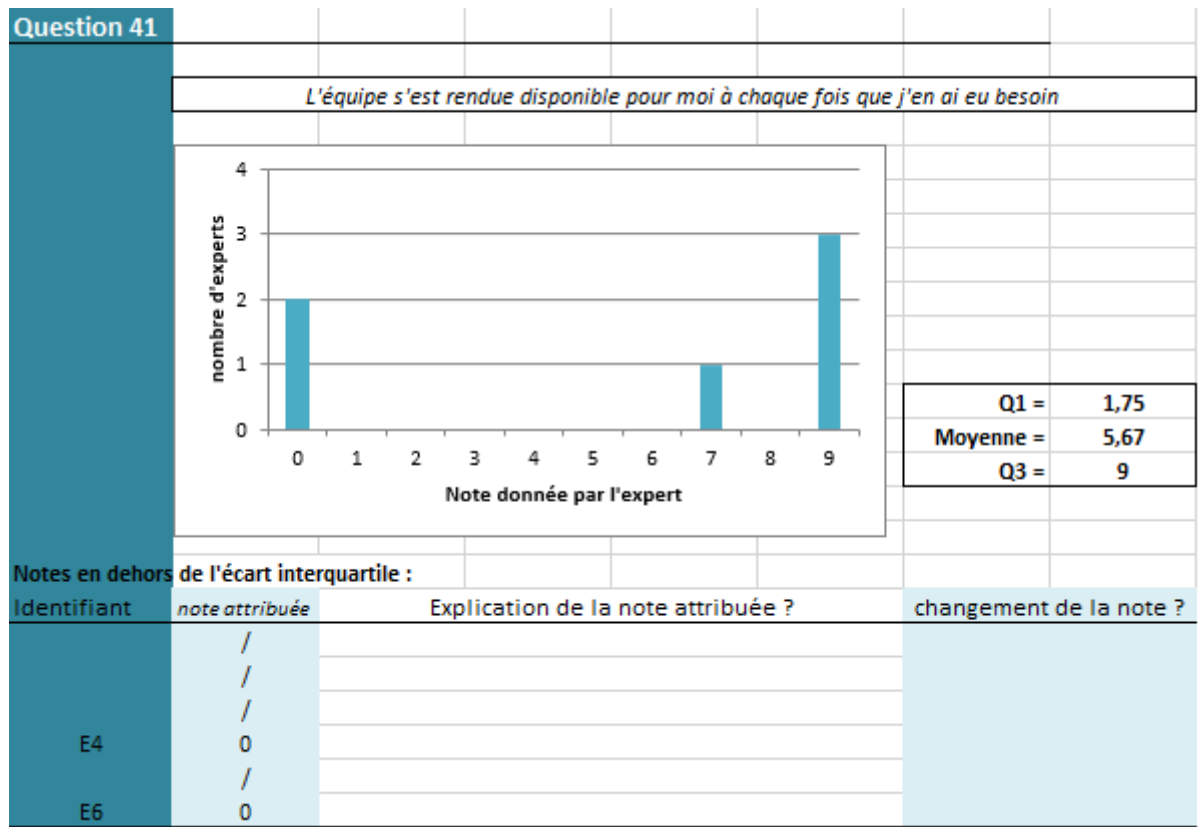 Question 41
L'équipe s'est rendue disponible pour moi à chaque fois que j'en ai eu besoin
nombre d'experts
4
3
2
1
0
0 1 2 3 4 5 6 7 8 9
Note donnée par l'expert
Q1 = 1,75
Moyenne = 5,67
Q3 = 9
Notes en dehors de l'écart interquartile :
Identifiant note attribuée Explication de la note attribuée ? changement de la note ?
/
/
/
E4 0
/
E6 0